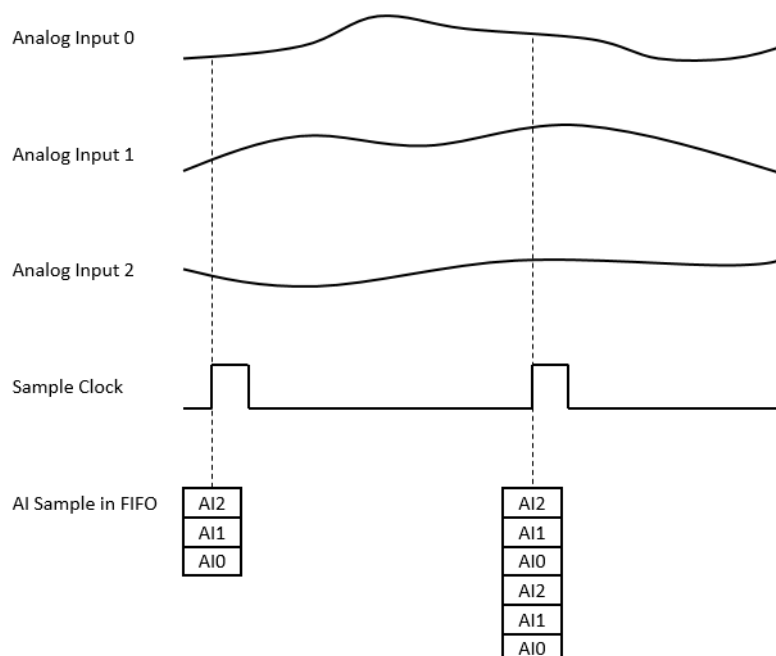 Analog Input 0
Analog Input 1
Analog Input 2
Sample Clock
AI Sample in FIFO
AI2
AI1
AI0
AI2
AI1
AI0
AI2
AI1
AI0